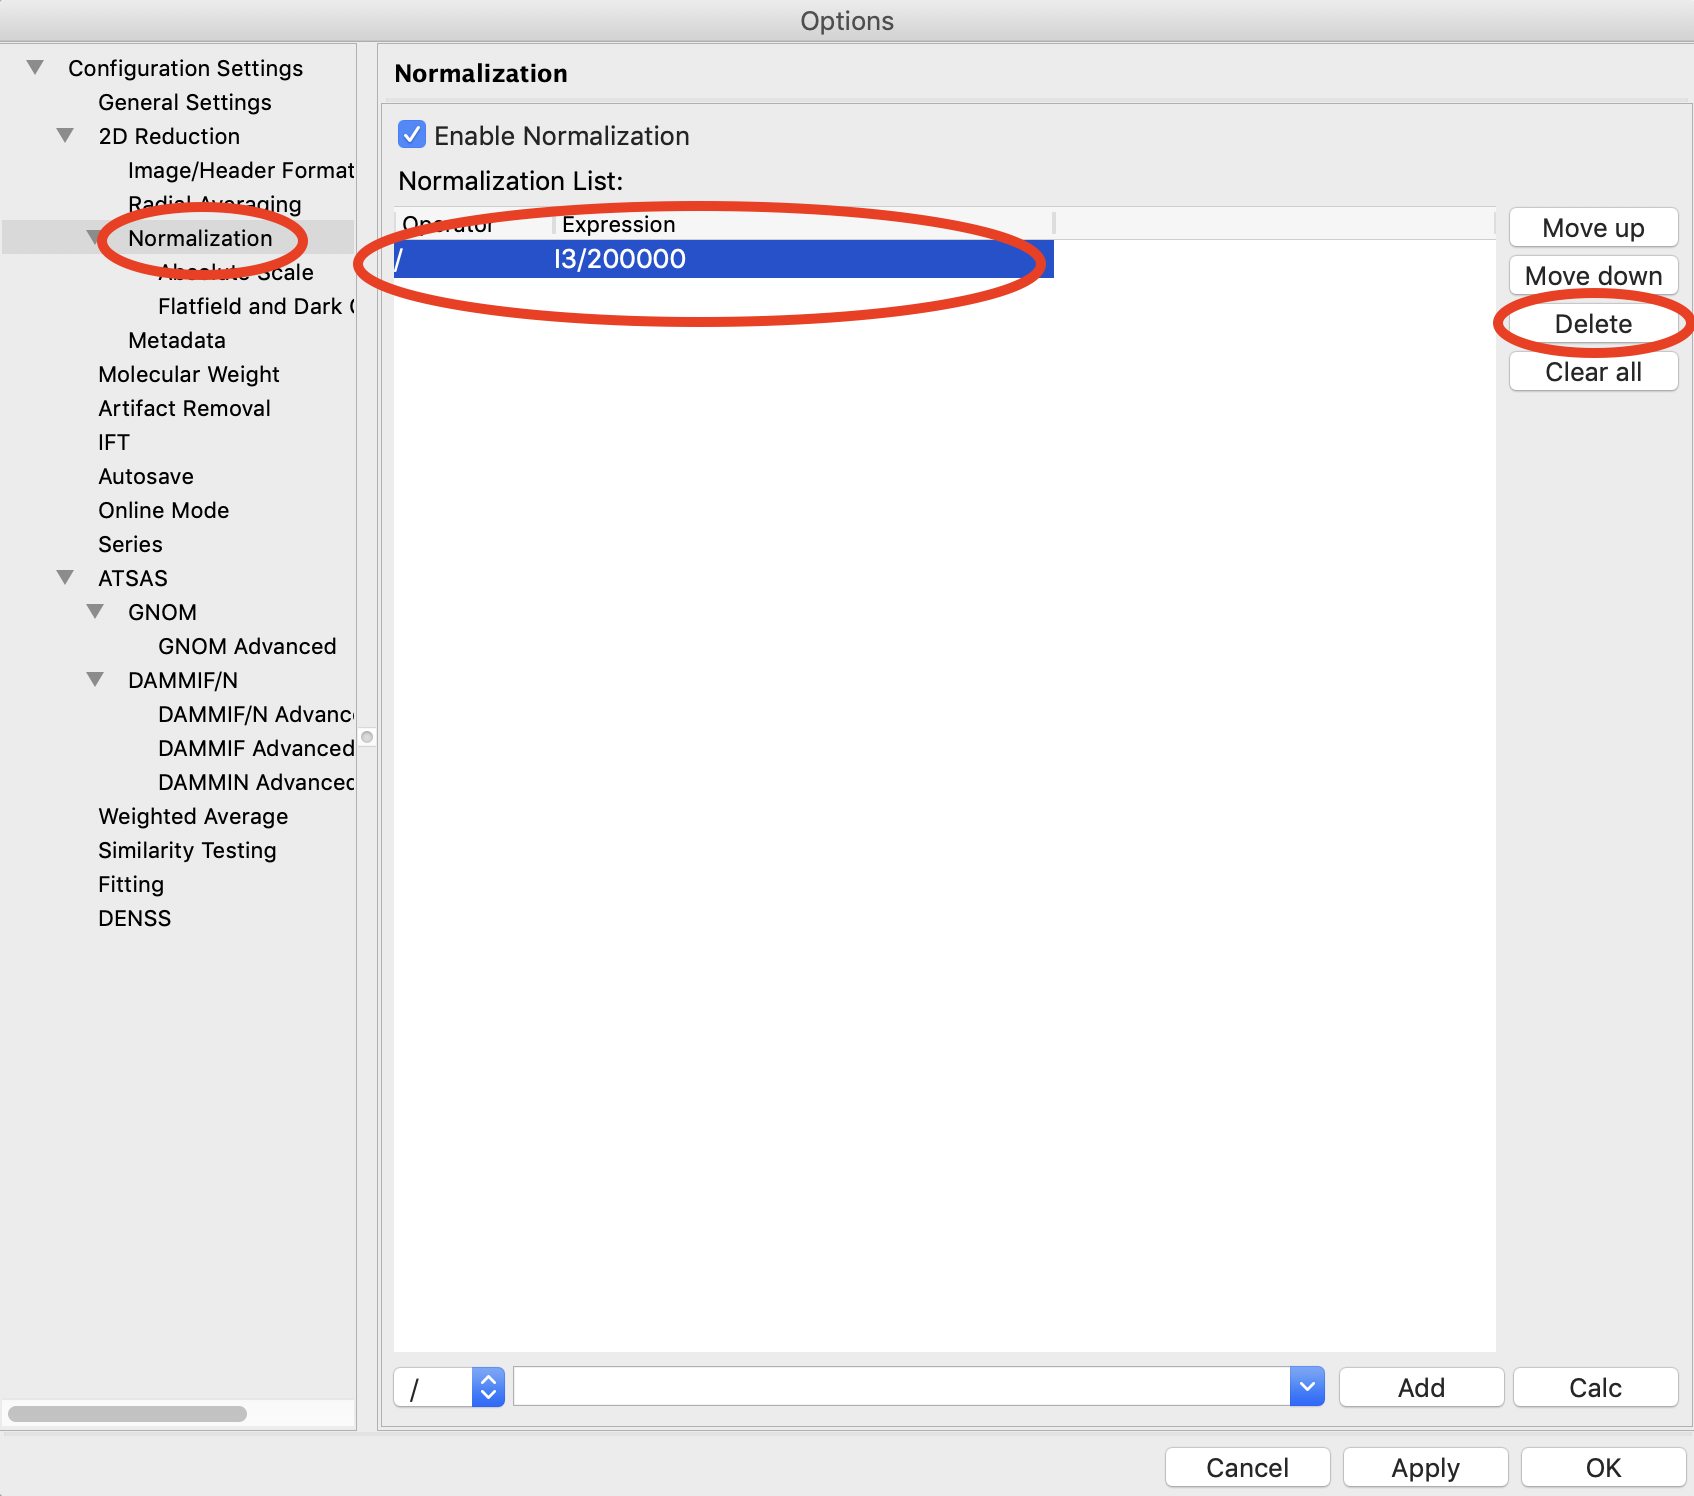 Options
Configuration Settings
General Settings
2D Reduction
Image/Header Format
Radial Averaging
Normalization
Absolute Scale
Flatfield and Dark
Metadata
Molecular Weight
Artifact Removal
IFT
Autosave
Online Mode
Series
ATSAS
GNOM
GNOM Advanced
DAMMIF/N
DAMMIF/N Advanc
DAMMIF Advanced
DAMMIN Advanced
Weighted Average
Similarity Testing
Fitting
DENSS
Normalization
Enable Normalization
Normalization List:
Operator Expression
/ I3/200000
Move up
Move down
Delete
Clear all
/
Add Calc
Cancel Apply OK